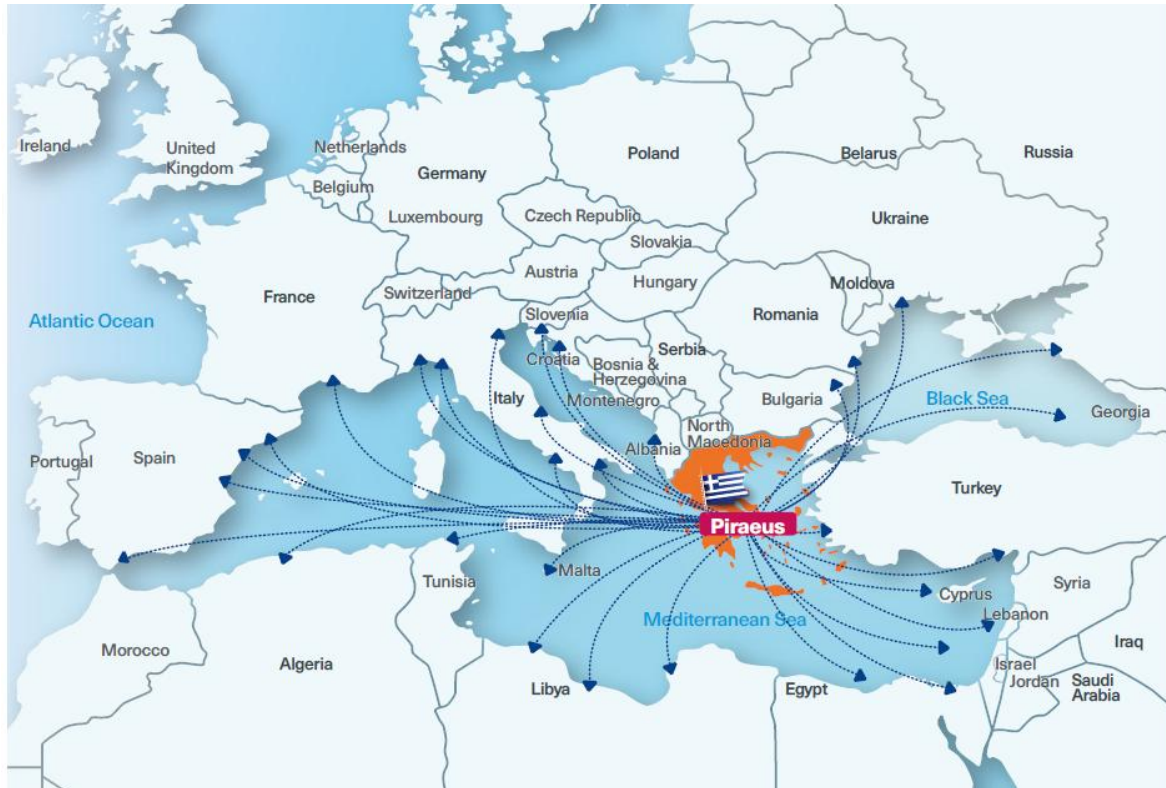 Ireland
United
Kingdom
Netherlands
Belgium
Germany
Luxembourg
Poland
Belarus
Russia
Czech Republic
Slovakia
Ukraine
Austria
Hungary
Moldova
France
Switzerland
Slovenia
Romania
Atlantic Ocean
Croatia
Bosnia &
Herzegovina
Serbia
Montenegro
Italy
Bulgaria
Black Sea
Georgia
North
Macedonia
Albania
Portugal
Spain
Turkey
Piraeus
Tunisia
Malta
Cyprus
Syria
Lebanon
Mediterranean Sea
Morocco
Algeria
Libya
Egypt
Israel
Jordan
Iraq
Saudi
Arabia